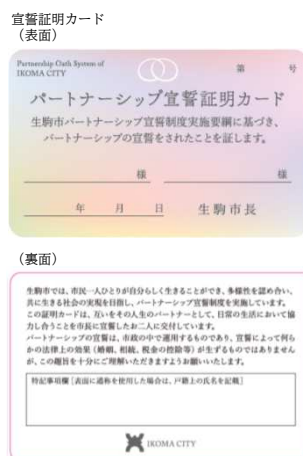 宣誓証明カード
（表面）
Partnership Oath System of
IKOMA CITY
第　　号
パートナーシップ宣誓証明カード
生駒市パートナーシップ宣誓制度実施要綱に基づき、
パートナーシップの宣誓をされたことを証します。
様　　様
年　月　日　生駒市長
（裏面）
生駒市では、市民一人ひとりが自分らしく生きることができ、多様性を認め合い、
共に生きる社会の実現を目指し、パートナーシップ宣誓制度を実施しています。
この証明カードは、互いをその人生のパートナーとして、日常の生活において協
力し合うことを市長に宣誓したお二人に交付しています。
パートナーシップの宣誓は、市政の中で運用するものであり、宣誓によって何ら
かの法律上の効果（婚姻、相続、税金の控除等）が生ずるものではありません
が、この趣旨を十分にご理解いただきますようお願いいたします。
特記事項欄［表面に通称を使用した場合は、戸籍上の氏名を記載］
IKOMA CITY